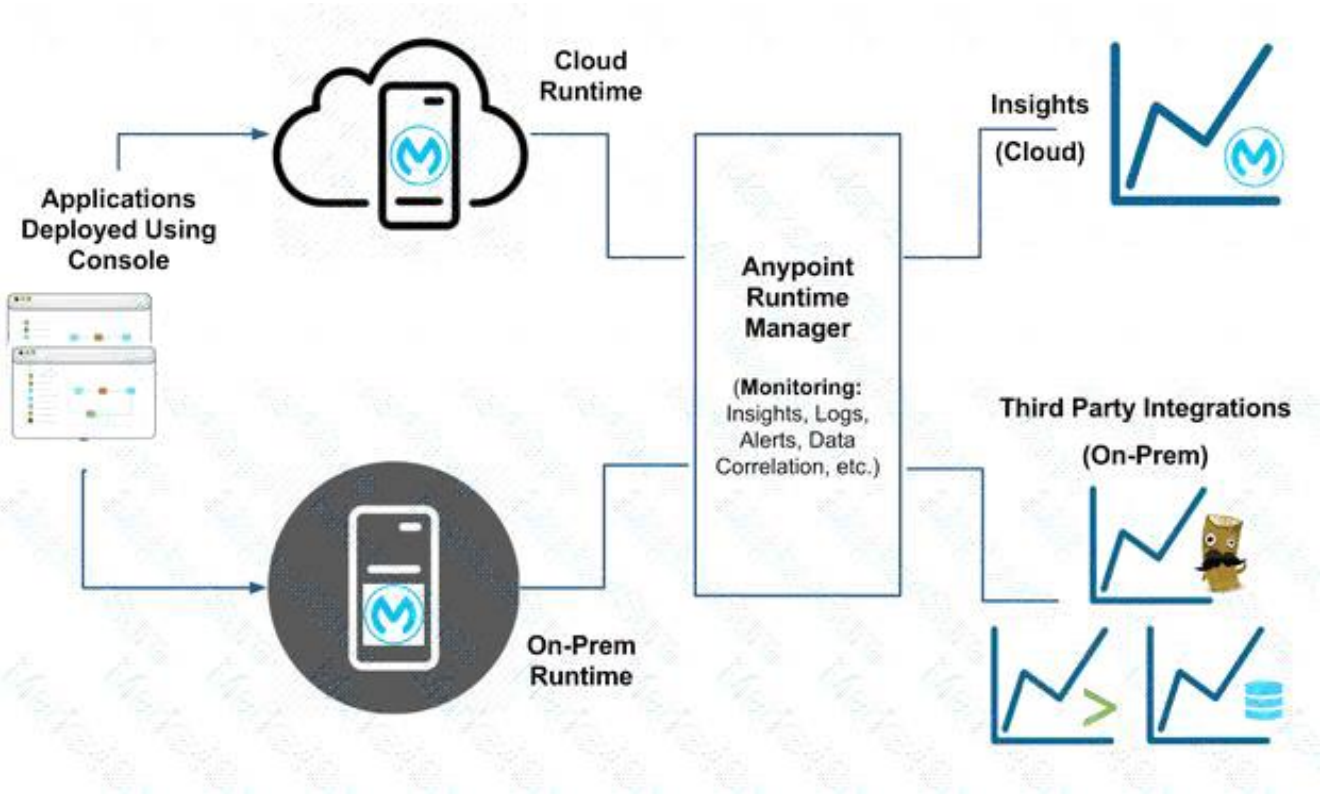 Cloud
Runtime
Insights
(Cloud)
Applications
Deployed Using
Console
Anypoint
Runtime
Manager
(Monitoring:
Insights, Logs,
Alerts, Data
Correlation, etc.)
Third Party Integrations
(On-Prem)
On-Prem
Runtime